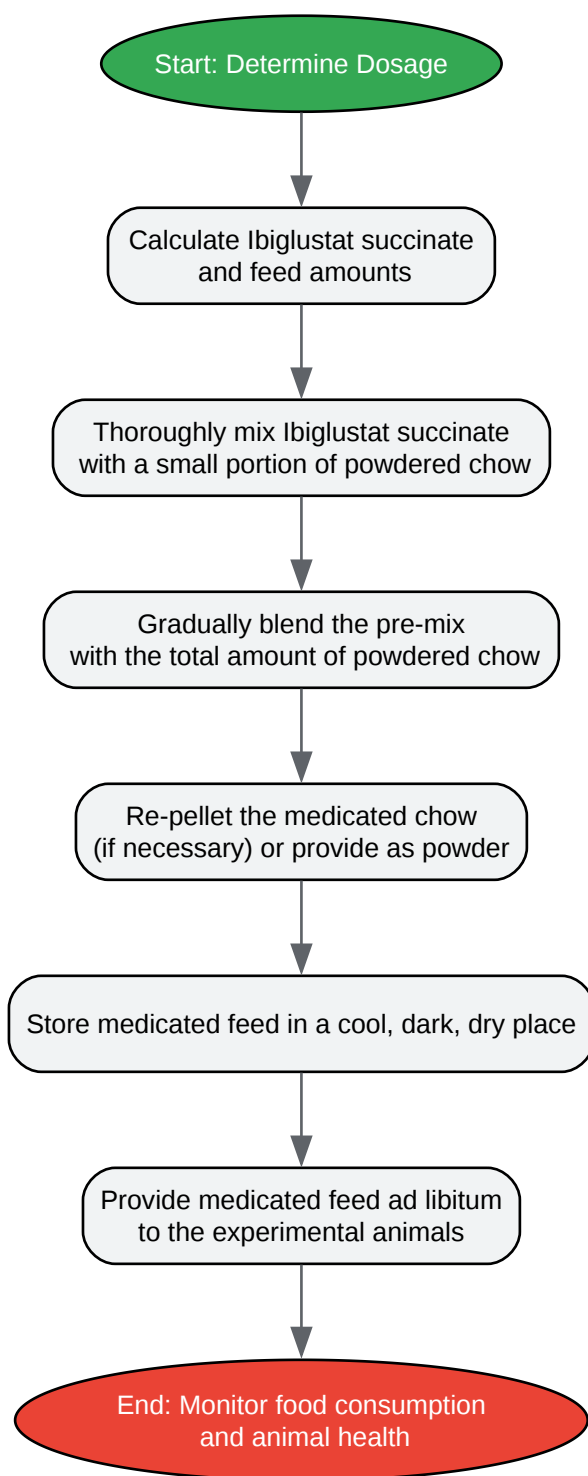 Start: Determine Dosage
Calculate Ibiglustat succinate
and feed amounts
Thoroughly mix Ibiglustat succinate
with a small portion of powdered chow
Gradually blend the pre-mix
with the total amount of powdered chow
Re-pellet the medicated chow
(if necessary) or provide as powder
Store medicated feed in a cool, dark, dry place
Provide medicated feed ad libitum
to the experimental animals
End: Monitor food consumption
and animal health